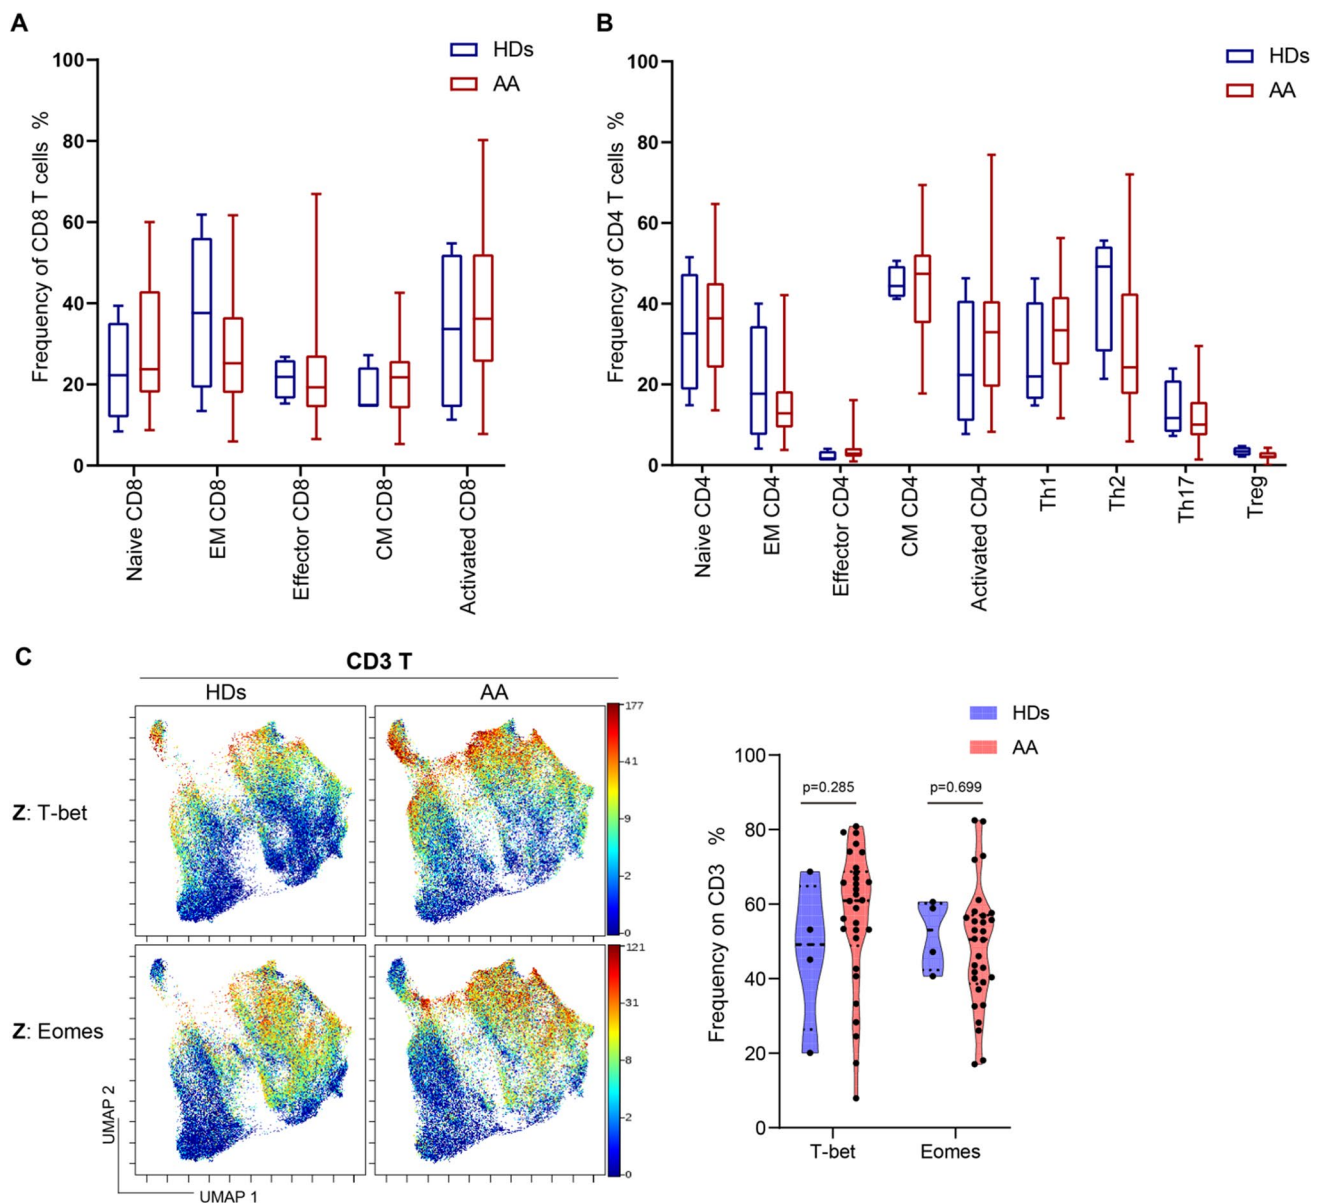 A
HDs
AA
Frequency of CD8 T cells %
100
80
60
40
20
0
Naive CD8
EM CD8
Effector CD8
CM CD8
Activated CD8
B
HDs
AA
Frequency of CD4 T cells %
100
80
60
40
20
0
Naive CD4
EM CD4
Effector CD4
CM CD4
Activated CD4
Th1
Th2
Th17
Treg
C
CD3 T
HDs
AA
Z: T-bet
177
41
9
2
0
Z: Eomes
121
31
8
2
0
UMAP 2
UMAP 1
HDs
AA
Frequency on CD3 %
100
80
60
40
20
0
p=0.285
p=0.699
T-bet
Eomes